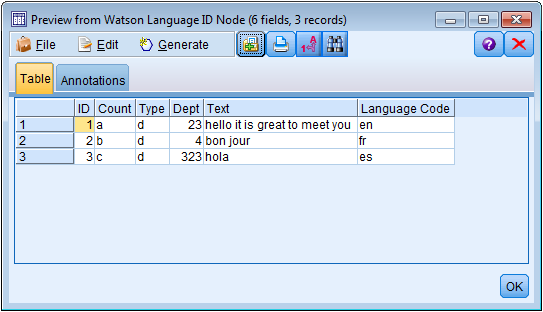 Preview from Watson Language ID Node (6 fields, 3 records)
File Edit Generate
Table Annotations
ID Count Type Dept Text Language Code
1 1 a d 23 hello it is great to meet you en
2 2 b d 4 bon jour fr
3 3 c d 323 hola es
OK